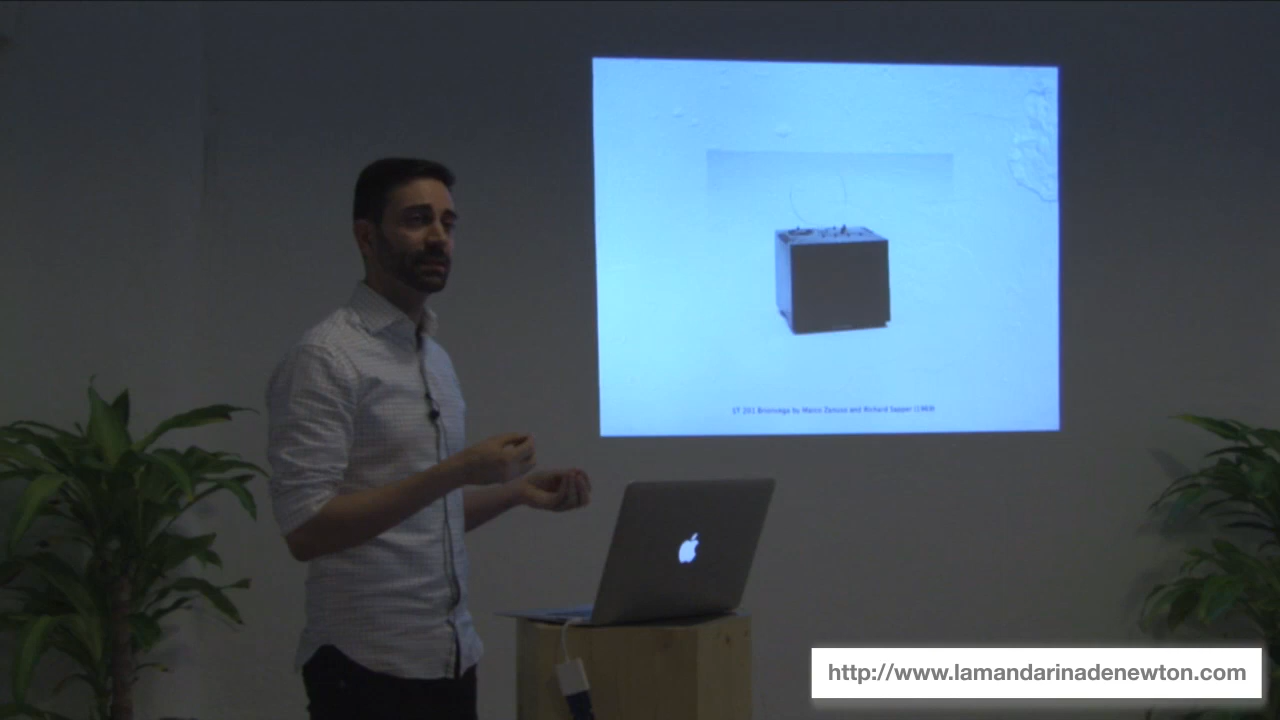 ST 201 Brionvega by Marco Zanuso and Richard Sapper (1969)
http://www.lamandarinadenewton.com